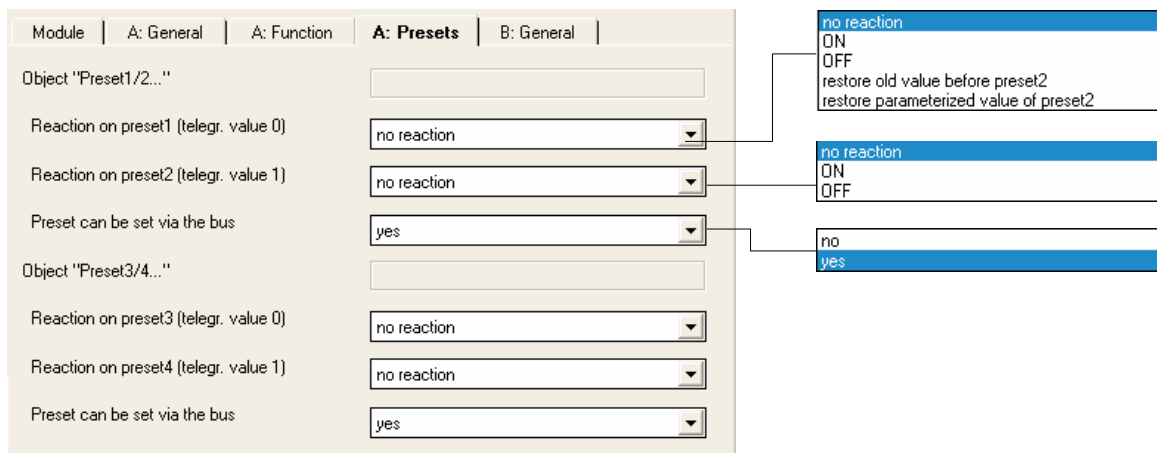 Module A: General A: Function A: Presets B: General
Object "Preset1/2..."
Reaction on preset1 (telegr. value 0) no reaction
Reaction on preset2 (telegr. value 1) no reaction
Preset can be set via the bus yes
Object "Preset3/4..."
Reaction on preset3 (telegr. value 0) no reaction
Reaction on preset4 (telegr. value 1) no reaction
Preset can be set via the bus yes
no reaction
ON
OFF
restore old value before preset2
restore parameterized value of preset2
no reaction
ON
OFF
no
yes